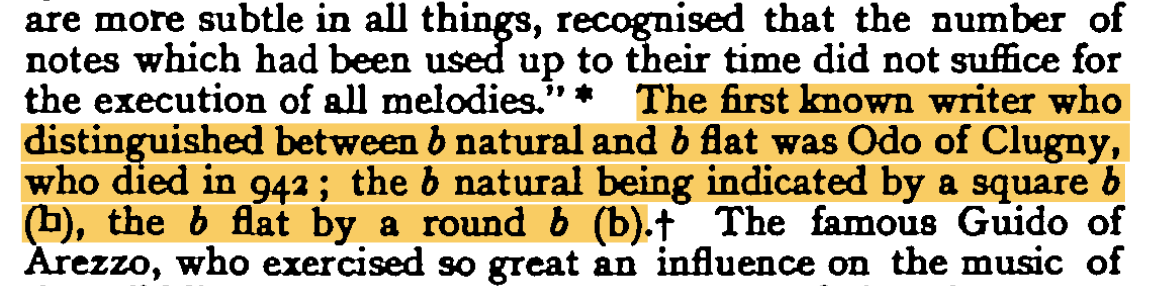 are more subtle in all things, recognised that the number of
notes which had been used up to their time did not suffice for
the execution of all melodies." * The first known writer who
distinguished between b natural and b flat was Odo of Clugny,
who died in 942; the b natural being indicated by a square b
(b), the b flat by a round b (b).† The famous Guido of
Arezzo, who exercised so great an influence on the music of